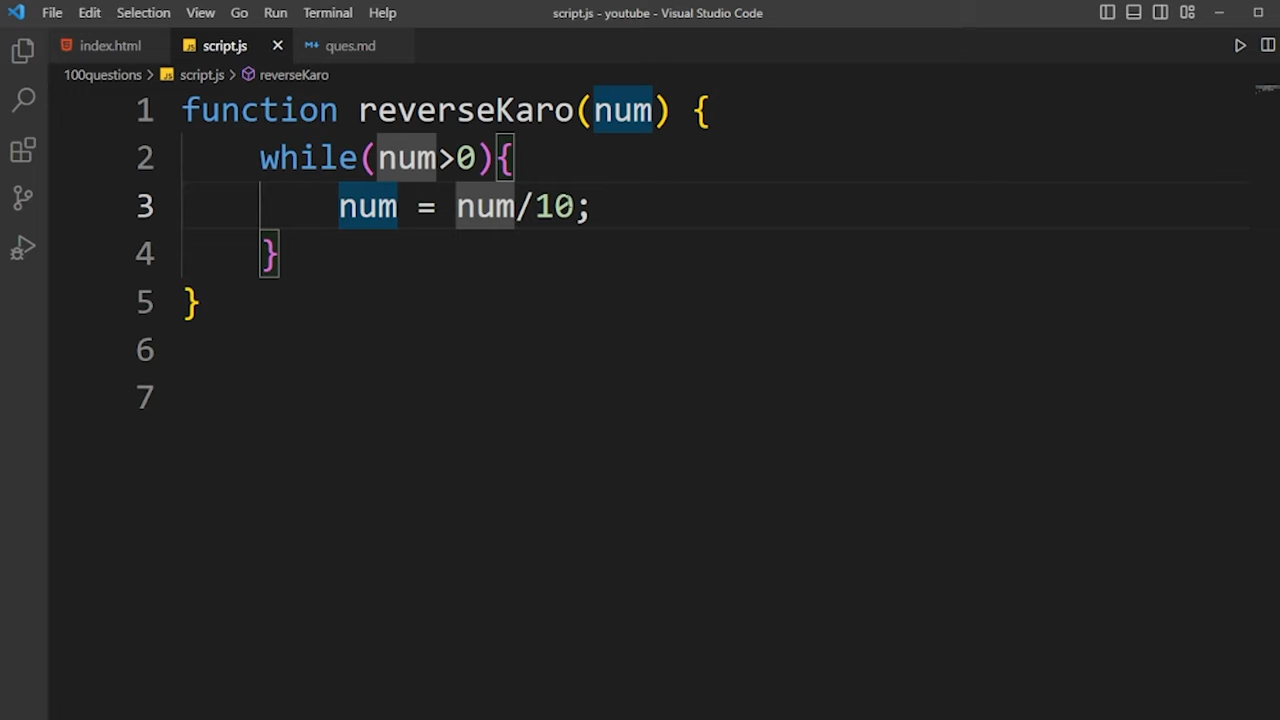 File Edit Selection View Go Run Terminal Help script.js - youtube - Visual Studio Code
index.html script.js ques.md
100questions > script.js > reverseKaro
1 function reverseKaro(num) {
2 while(num>0){
3 num = num/10;
4 }
5 }
6
7